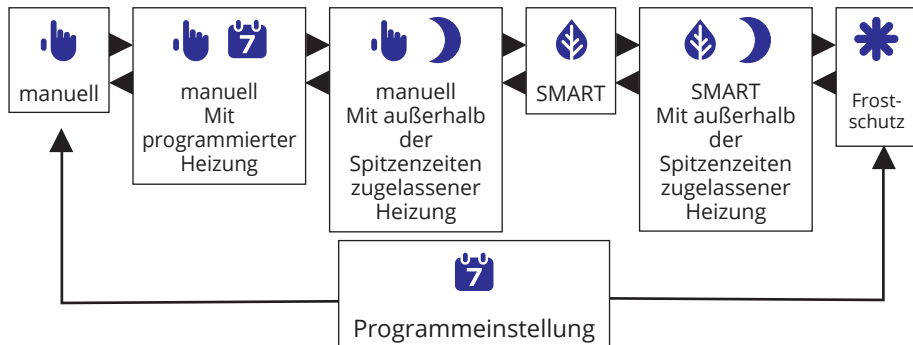 manuell
7
manuell
Mit
programmierter
Heizung
manuell
Mit außerhalb
der
Spitzenzeiten
zugelassener
Heizung
SMART
SMART
Mit außerhalb
der
Spitzenzeiten
zugelassener
Heizung
Frost-
schutz
7
Programmeinstellung